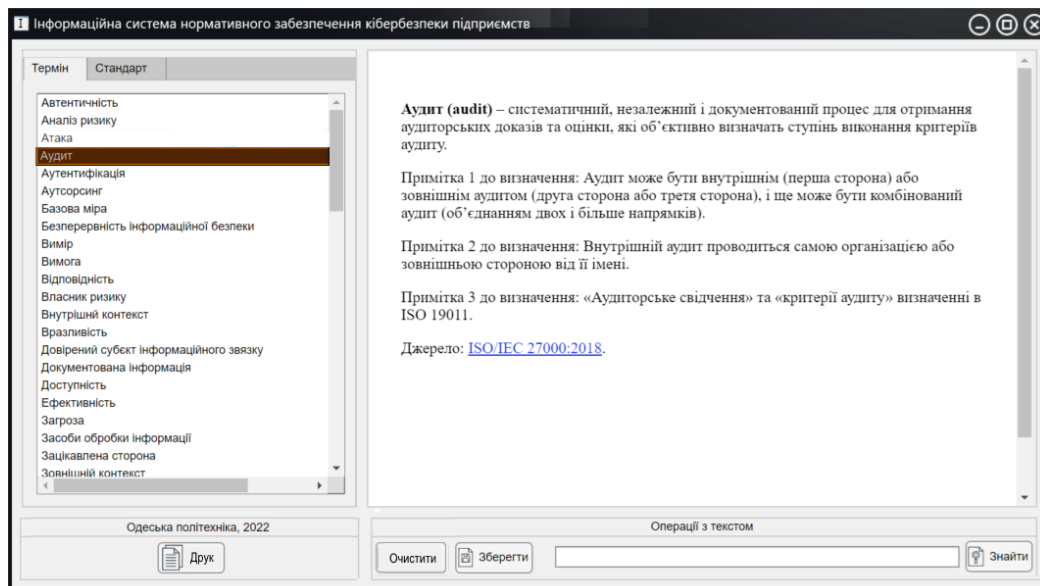 Інформаційна система нормативного забезпечення кібербезпеки підприємств
Термін
Стандарт
Автентичність
Аналіз ризику
Атака
Аудит
Аутентифікація
Аутсорсинг
Базова міра
Безперервність інформаційної безпеки
Вимір
Вимога
Відповідність
Власник ризику
Внутрішнй контекст
Вразливість
Довірений субєкт інформаційного звязку
Документована інформація
Доступність
Ефективність
Загроза
Засоби обробки інформації
Зацікавлена сторона
Зовнішній контекст
Аудит (audit) – систематичний, незалежний і документований процес для отримання
аудиторських доказів та оцінки, які об’єктивно визначать ступінь виконання критеріїв
аудиту.
Примітка 1 до визначення: Аудит може бути внутрішнім (перша сторона) або
зовнішнім аудитом (друга сторона або третя сторона), і ще може бути комбінований
аудит (об’єднанням двох і більше напрямків).
Примітка 2 до визначення: Внутрішній аудит проводиться самою організацією або
зовнішньою стороною від її імені.
Примітка 3 до визначення: «Аудиторське свідчення» та «критерії аудиту» визначенні в
ISO 19011.
Джерело: ISO/IEC 27000:2018.
Одеська політехніка, 2022
Друк
Операції з текстом
Очистити
Зберегти
Знайти